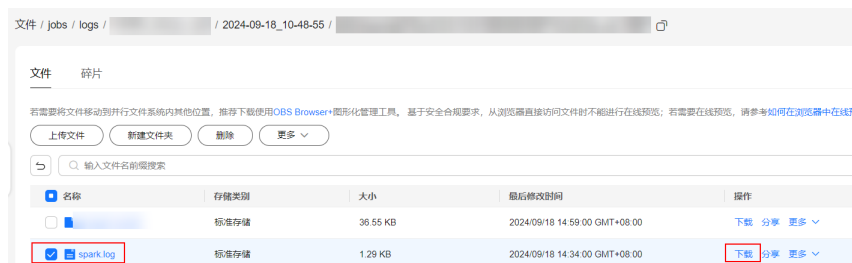 文件 / jobs / logs / / 2024-09-18_10-48-55 /
文件 碎片
若需要将文件移动到并行文件系统内其他位置，推荐下载使用OBS Browser+图形化管理工具。 基于安全合规要求，从浏览器直接访问文件时不能进行在线预览；若需要在线预览，请参考如何在浏览器中在线预
上传文件 新建文件夹 删除 更多
输入文件名前缀搜索
名称 存储类别 大小 最后修改时间 操作
标准存储 36.55 KB 2024/09/18 14:59:00 GMT+08:00 下载 分享 更多
spark.log 标准存储 1.29 KB 2024/09/18 14:34:00 GMT+08:00 下载 分享 更多